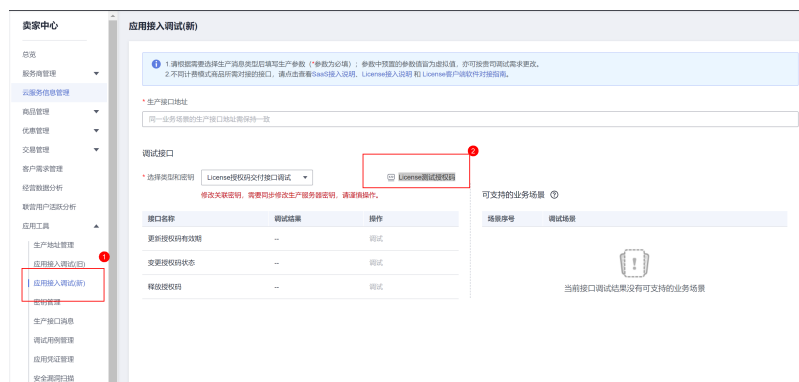 卖家中心
总览
服务商管理
云服务信息管理
商品管理
优惠管理
交易管理
客户需求管理
经营数据分析
联营用户活跃分析
应用工具
生产地址管理
应用接入调试(旧)
1
应用接入调试(新)
密钥管理
生产接口消息
调试用例管理
应用凭证管理
安全漏洞扫描
应用接入调试(新)
1.请根据需要选择生产消息类型后填写生产参数（*参数为必填）；参数中预置的参数值皆为虚拟值，亦可按贵司调试需求更改。
2.不同计费模式商品所需对接的接口，请点击查看SaaS接入说明，License接入说明 和 License客户端软件对接指南。
* 生产接口地址
同一业务场景的生产接口地址需保持一致
调试接口
2
* 选择类型和密钥 License授权码交付接口调试 License测试授权码
修改关联密钥，需要同步修改生产服务器密钥，请谨慎操作。
接口名称 调试结果 操作
更新授权码有效期 -- 调试
变更授权码状态 -- 调试
释放授权码 -- 调试
可支持的业务场景
场景序号 调试场景
当前接口调试结果没有可支持的业务场景